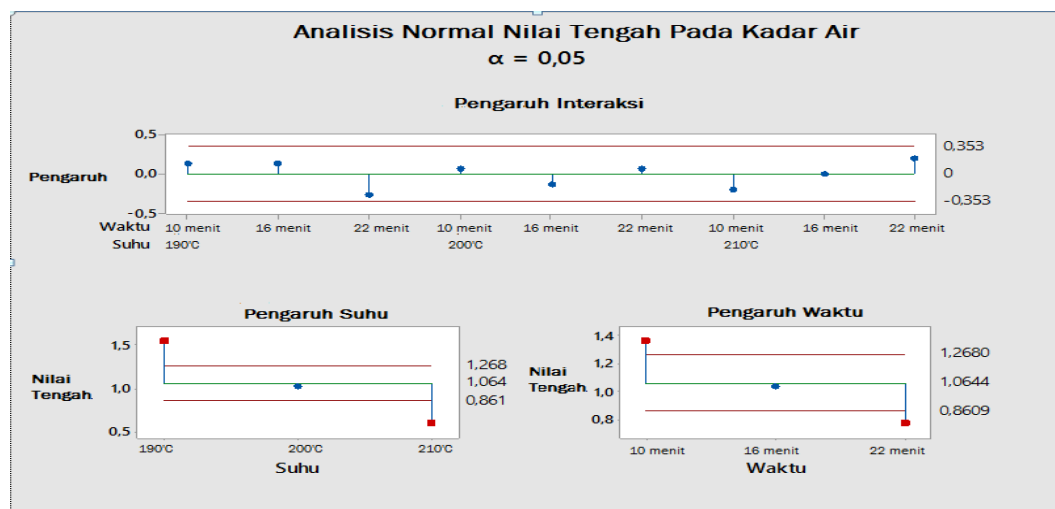 Analisis Normal Nilai Tengah Pada Kadar Air
α = 0,05
Pengaruh Interaksi
Pengaruh
0,5
0,0
-0,5
0,353
0
-0,353
Waktu 10 menit 16 menit 22 menit 10 menit 16 menit 22 menit 10 menit 16 menit 22 menit
Suhu 190°C 200°C 210°C
Pengaruh Suhu
Nilai
Tengah
1,5
1,0
0,5
1,268
1,064
0,861
190°C 200°C 210°C
Suhu
Pengaruh Waktu
Nilai
Tengah
1,4
1,2
1,0
0,8
1,2680
1,0644
0,8609
10 menit 16 menit 22 menit
Waktu